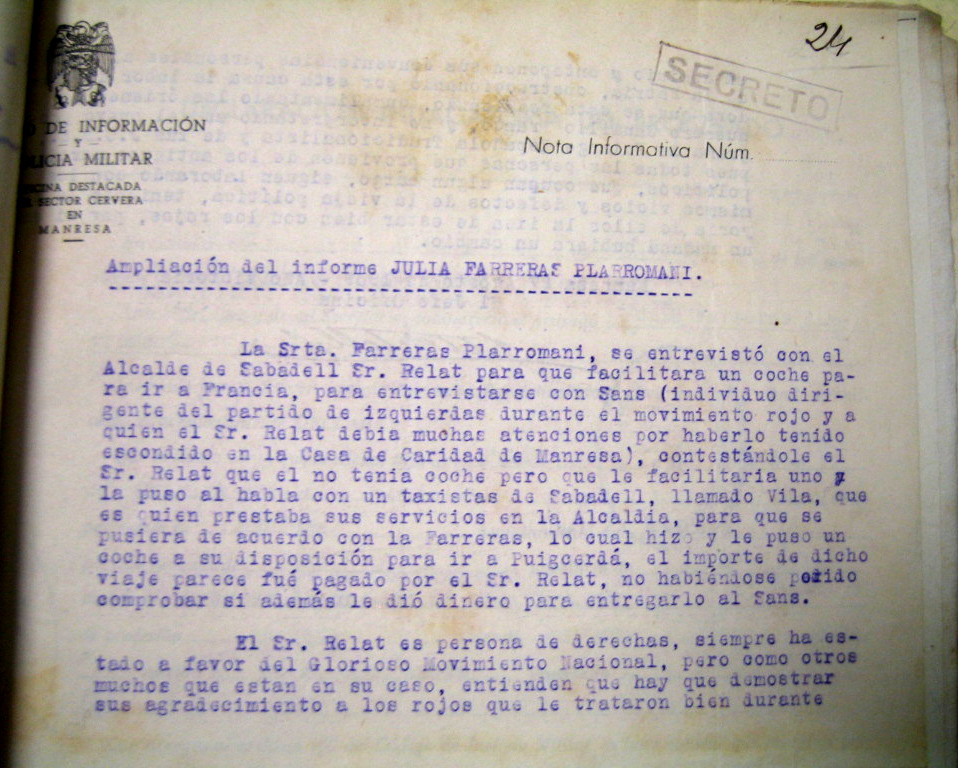 24
SECRETO
DE INFORMACIÓN
Y
POLICIA MILITAR
OFICINA DESTACADA
SECTOR CERVERA
EN
MANRESA
Nota Informativa Núm.
Ampliación del informe JULIA FARRERAS PLARROMANI.
La Srta. Farreras Plarromani, se entrevistó con el
Alcalde de Sabadell Sr. Relat para que facilitara un coche pa-
ra ir a Francia, para entrevistarse con Sans (individuo diri-
gente del partido de izquierdas durante el movimiento rojo y a
quien el Sr. Relat debia muchas atenciones por haberlo tenido
escondido en la Casa de Caridad de Manresa), contestándole el
Sr. Relat que el no tenia coche pero que le facilitaria uno y
la puso al habla con un taxistas de Sabadell, llamado Vila, que
es quien prestaba sus servicios en la Alcaldia, para que se
pusiera de acuerdo con la Farreras, lo cual hizo y le puso un
coche a su disposición para ir a Puigcerdá, el importe de dicho
viaje parece fué pagado por el Sr. Relat, no habiéndose podido
comprobar si además le dió dinero para entregarlo al Sans.
El Sr. Relat es persona de derechas, siempre ha es-
tado a favor del Glorioso Movimiento Nacional, pero como otros
muchos que estan en su caso, entienden que hay que demostrar
sus agradecimiento a los rojos que le trataron bien durante